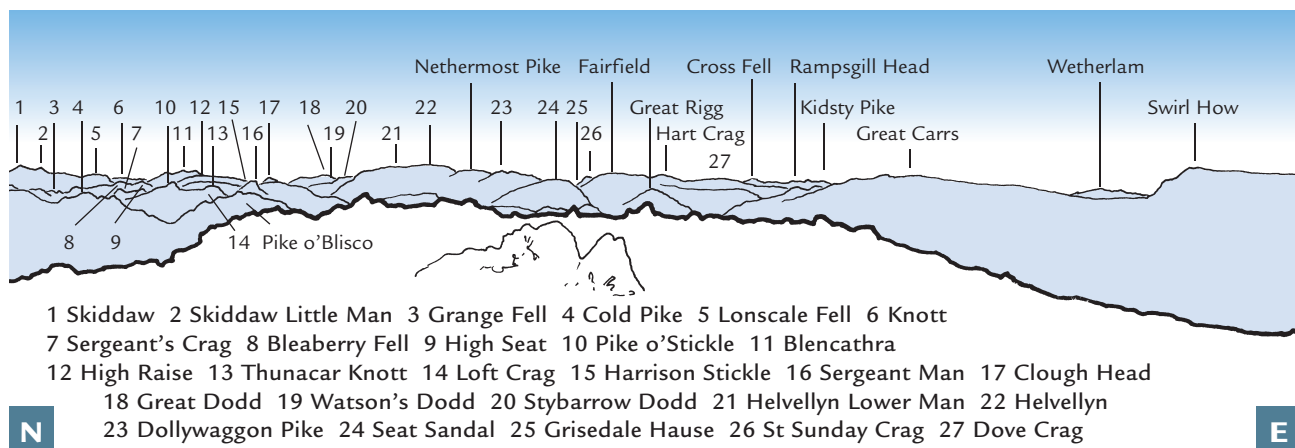 Nethermost Pike Fairfield Cross Fell Rampsgill Head Wetherlam
1 3 4 6 10 12 15 17 18 20 22 23 24 25 Great Rigg Kidsty Pike Swirl How
2 5 7 11 13 16 19 21 26 Hart Crag Great Carrs
27
8 9 14 Pike o'Blisco
1 Skiddaw 2 Skiddaw Little Man 3 Grange Fell 4 Cold Pike 5 Lonscale Fell 6 Knott
7 Sergeant's Crag 8 Bleaberry Fell 9 High Seat 10 Pike o'Stickle 11 Blencathra
12 High Raise 13 Thunacar Knott 14 Loft Crag 15 Harrison Stickle 16 Sergeant Man 17 Clough Head
18 Great Dodd 19 Watson's Dodd 20 Stybarrow Dodd 21 Helvellyn Lower Man 22 Helvellyn
23 Dollywaggon Pike 24 Seat Sandal 25 Grisedale Hause 26 St Sunday Crag 27 Dove Crag
N E